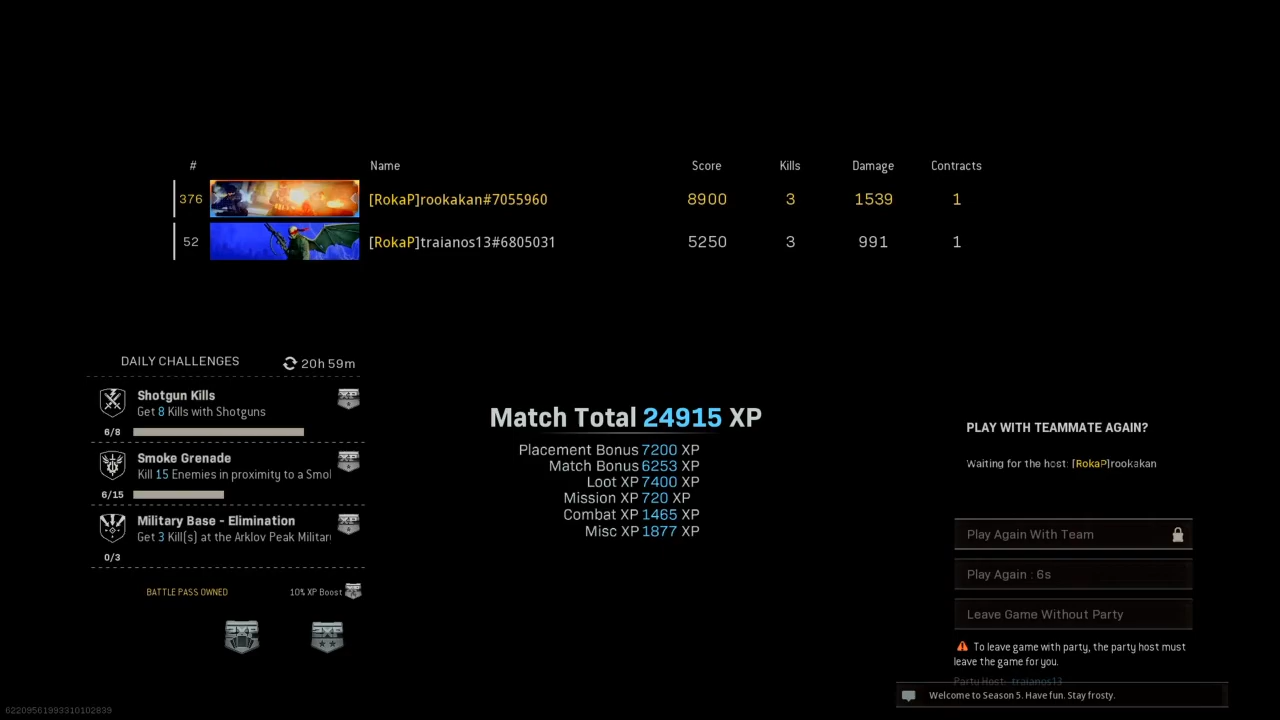 # Name Score Kills Damage Contracts
376 [RokaP]rookakan#7055960 8900 3 1539 1
52 [RokaP]traianos13#6805031 5250 3 991 1
DAILY CHALLENGES 20h 59m
Shotgun Kills
Get 8 Kills with Shotguns
6/8
Smoke Grenade
Kill 15 Enemies in proximity to a Smo
6/15
Military Base - Elimination
Get 3 Kill(s) at the Arklov Peak Militar
0/3
BATTLE PASS OWNED 10% XP Boost
2XP 2XP
Match Total 24915 XP
Placement Bonus 7200 XP
Match Bonus 6253 XP
Loot XP 7400 XP
Mission XP 720 XP
Combat XP 1465 XP
Misc XP 1877 XP
PLAY WITH TEAMMATE AGAIN?
Waiting for the host: [RokaP]rookakan
Play Again With Team
Play Again : 6s
Leave Game Without Party
To leave game with party, the party host must
leave the game for you.
Party Host: traianos13
Welcome to Season 5. Have fun. Stay frosty.